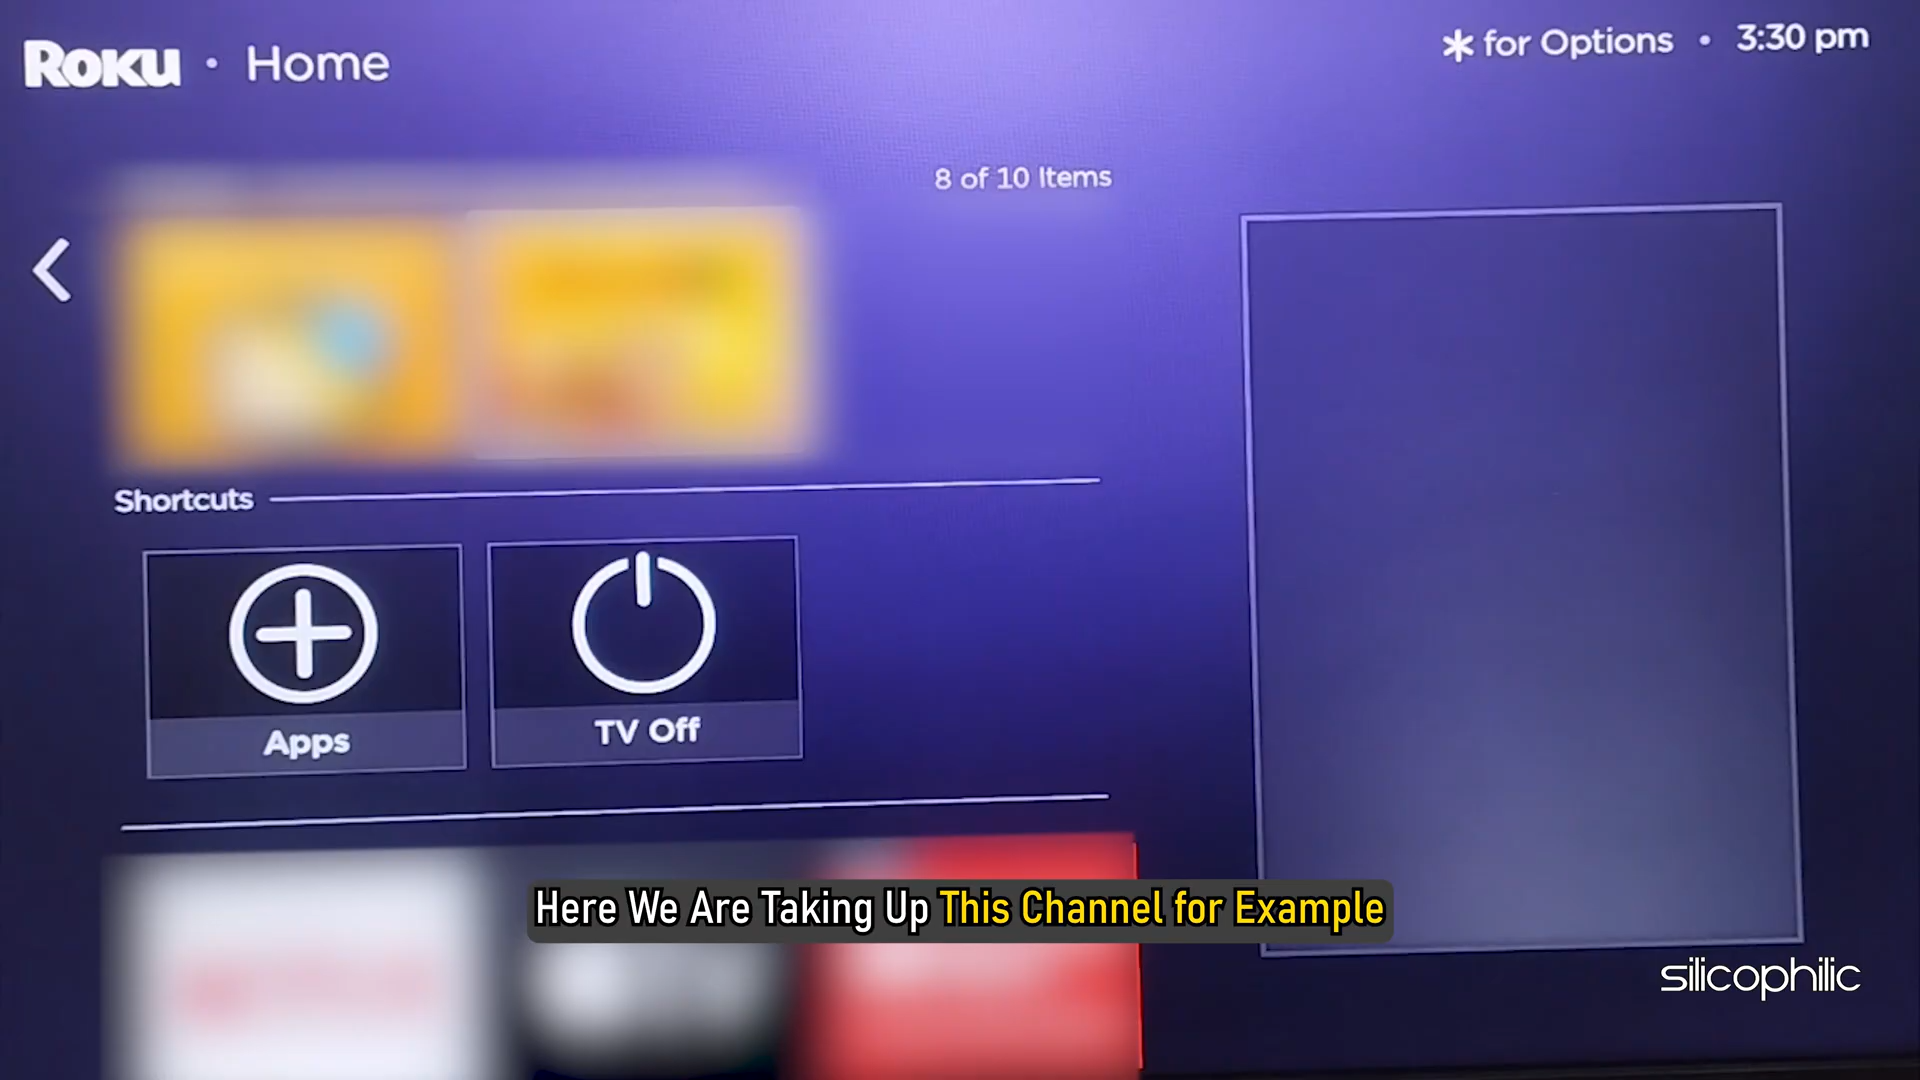 Roku · Home
* for Options · 3:30 pm
8 of 10 Items
Shortcuts
Apps
TV Off
Here We Are Taking Up This Channel for Example
silicophilic